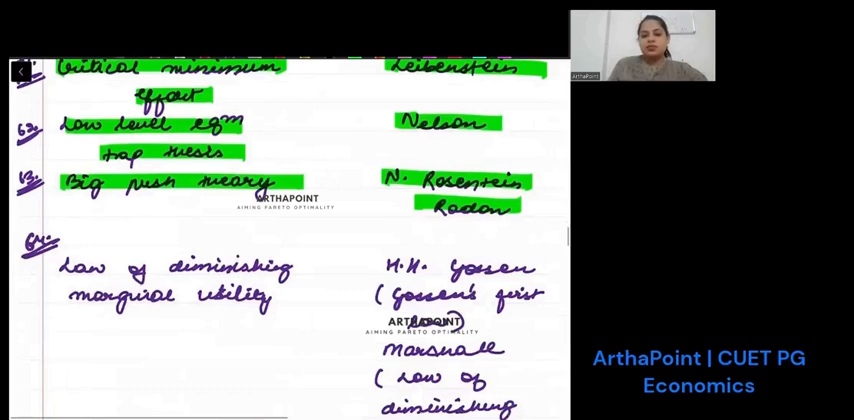 Critical minimum Leibenstein
effort
62. Low level eqm Nelson
trap thesis
63. Big push theory N. Rosenstein
Rodan
ARTHAPOINT
AIMING PARETO OPTIMALITY
64.
Law of diminishing H.H. Gossen
marginal utility (Gossen's first
ARTHAPOINT
AIMING PARETO OPTIMALITY
Marshall
( Law of
diminishing
ArthaPoint
ArthaPoint | CUET PG
Economics